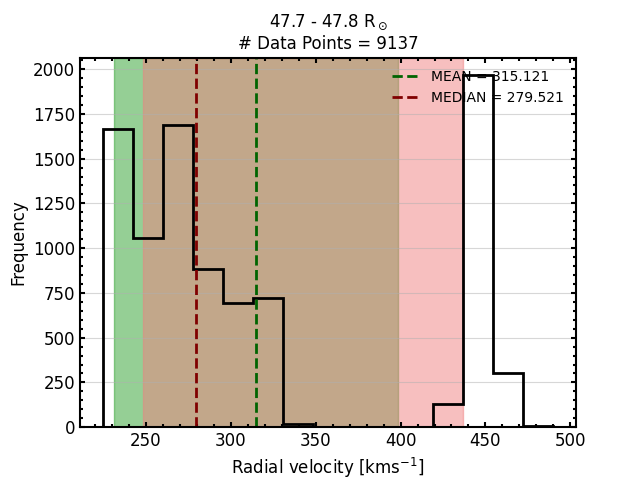 47.7 - 47.8 R⊙
# Data Points = 9137
MEAN = 315.121
MEDIAN = 279.521
Frequency
2000
1750
1500
1250
1000
750
500
250
0
250 300 350 400 450 500
Radial velocity [kms⁻¹]